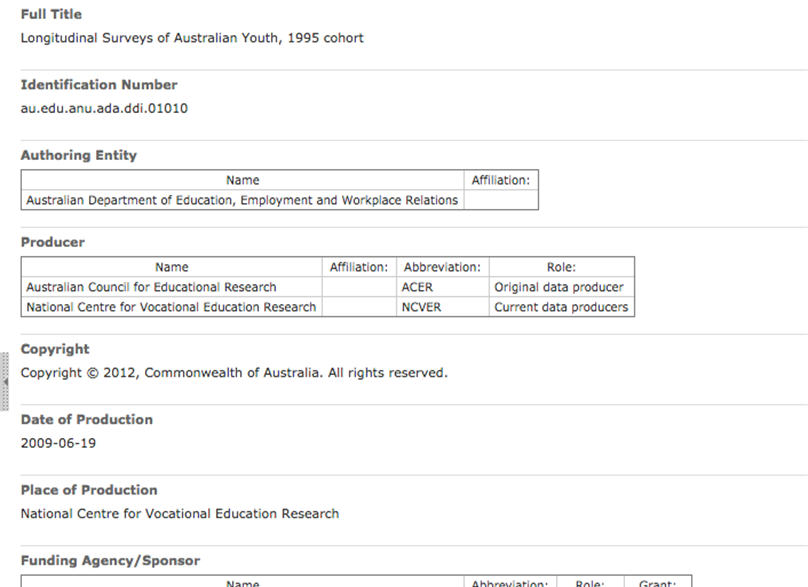 Full Title
Longitudinal Surveys of Australian Youth, 1995 cohort
Identification Number
au.edu.anu.ada.ddi.01010
Authoring Entity
Name Affiliation:
Australian Department of Education, Employment and Workplace Relations
Producer
Name Affiliation: Abbreviation: Role:
Australian Council for Educational Research ACER Original data producer
National Centre for Vocational Education Research NCVER Current data producers
Copyright
Copyright © 2012, Commonwealth of Australia. All rights reserved.
Date of Production
2009-06-19
Place of Production
National Centre for Vocational Education Research
Funding Agency/Sponsor
Name Abbreviation: Role: Grant: